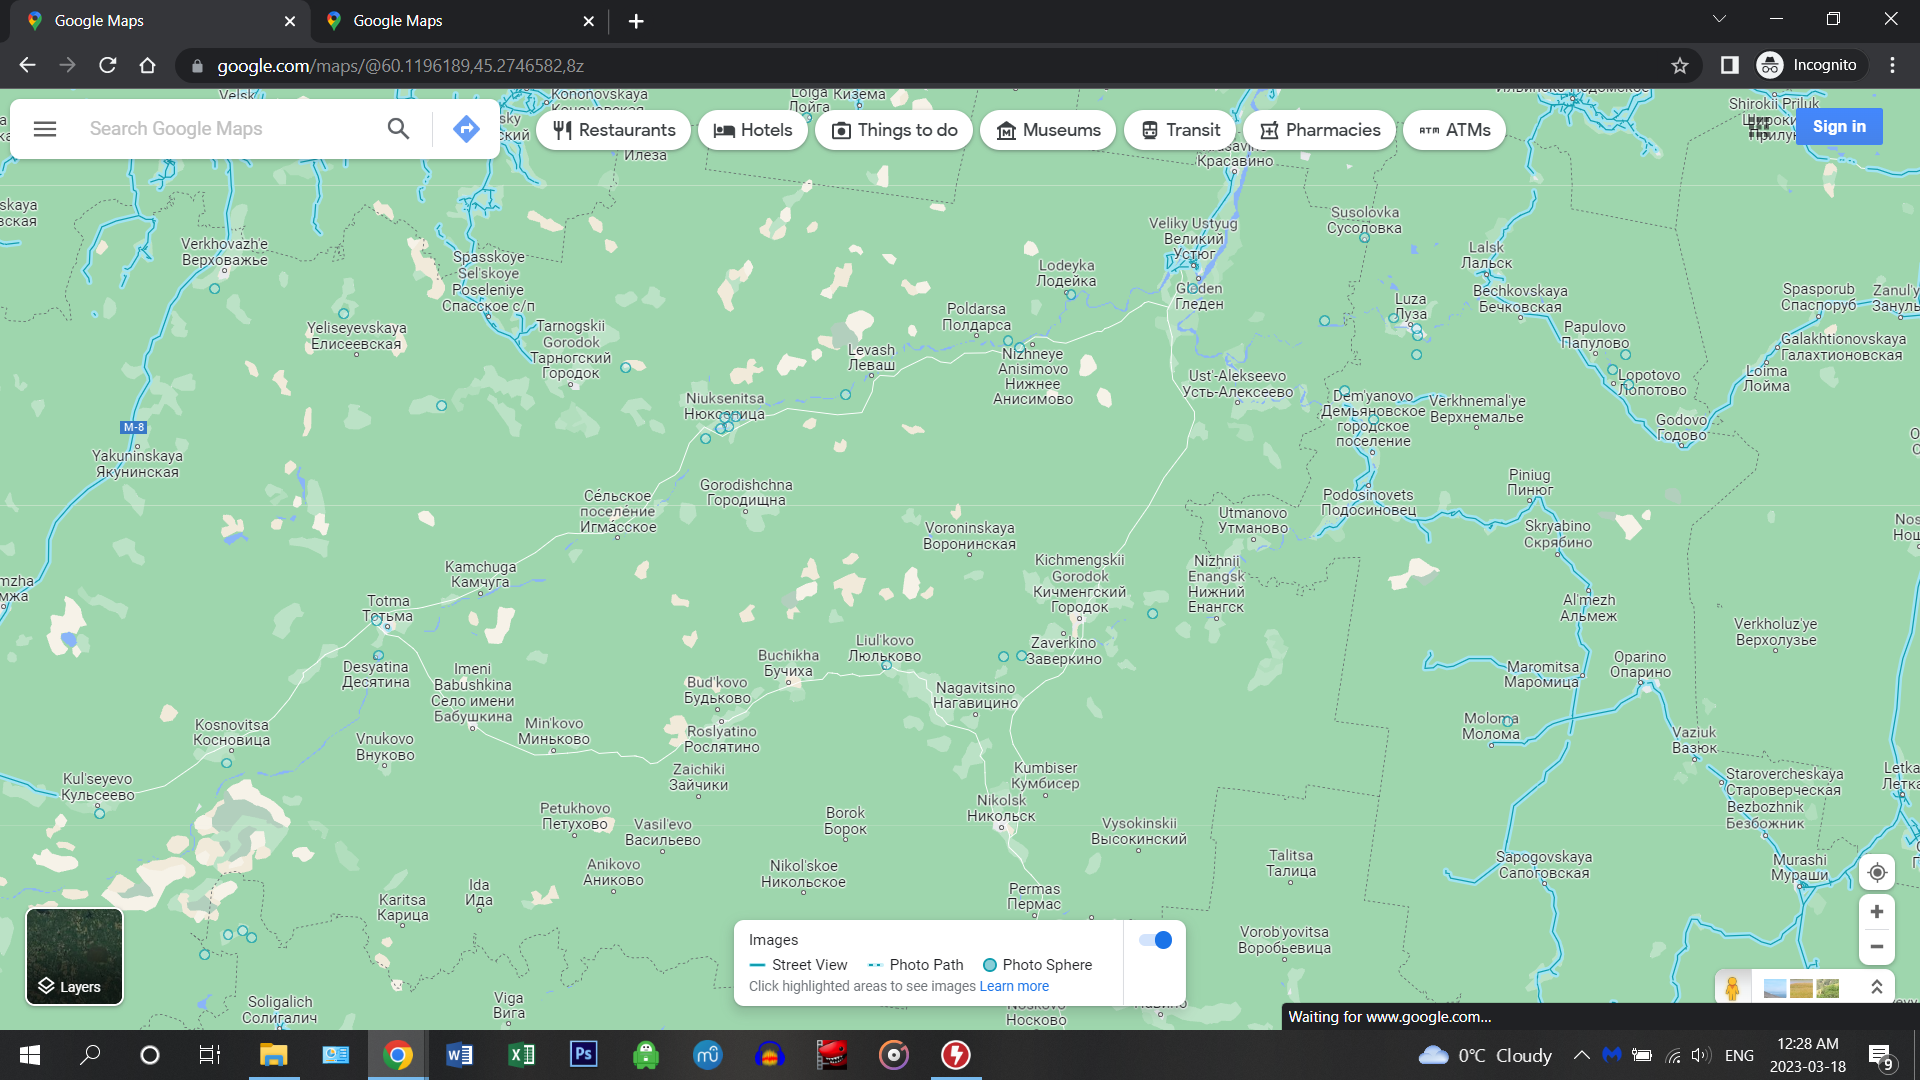 Google Maps
Google Maps
google.com/maps/@60.1196189,45.2746582,8z
Incognito
Search Google Maps
Restaurants
Hotels
Things to do
Museums
Transit
Pharmacies
ATMs
Sign in
Velsk
Kononovskaya
Loiga
Лойга
Кизема
Илеза
Красавино
Shirokii Priluk
Verkhovazh'e
Верховажье
Spasskoye
Sel'skoye
Poseleniye
Спасское с/п
Yeliseyevskaya
Елисеевская
Tarnogskii
Gorodok
Тарногский
Городок
Veliky Ustyug
Великий
Устюг
Gleden
Гледен
Lodeyka
Лодейка
Poldarsa
Полдарса
Levash
Леваш
Nizhneye
Anisimovo
Нижнее
Анисимово
Niuksenitsa
Нюксеница
Susolovka
Сусоловка
Lalsk
Лальск
Luza
Луза
Bechkovskaya
Бечковская
Papulovo
Папулово
Spasporub
Спаспоруб
Galakhtionovskaya
Галахтионовская
Loima
Лойма
Lopotovo
Лопотово
Ust'-Alekseevo
Усть-Алексеево
Dem'yanovo
Демьяновское
городское
поселение
Verkhnemal'ye
Верхнемалье
Godovo
Годово
M-8
Yakuninskaya
Якунинская
Gorodishchna
Городищна
Се́льское
поселе́ние
Игма́сское
Voroninskaya
Воронинская
Utmanovo
Утманово
Podosinovets
Подосиновец
Piniug
Пинюг
Skryabino
Скрябино
Kamchuga
Камчуга
Totma
Тотьма
Kichmengskii
Gorodok
Кичменгский
Городок
Nizhnii
Enangsk
Нижний
Енангск
Al'mezh
Альмеж
Verkholuz'ye
Верхолузье
Desyatina
Десятина
Imeni
Babushkina
Село имени
Бабушкина
Buchikha
Бучиха
Liul'kovo
Люльково
Zaverkino
Заверкино
Bud'kovo
Будьково
Nagavitsino
Нагавицино
Maromitsa
Маромица
Oparino
Опарино
Moloma
Молома
Vaziuk
Вазюк
Kosnovitsa
Косновица
Vnukovo
Внуково
Min'kovo
Миньково
Roslyatino
Рослятино
Zaichiki
Зайчики
Kumbiser
Кумбисер
Kul'seyevo
Кульсеево
Starovercheskaya
Староверческая
Bezbozhnik
Безбожник
Letka
Petukhovo
Петухово
Vasil'evo
Васильево
Borok
Борок
Nikolsk
Никольск
Vysokinskii
Высокинский
Anikovo
Аниково
Nikol'skoe
Никольское
Talitsa
Талица
Sapogovskaya
Сапоговская
Murashi
Мураши
Karitsa
Карица
Ida
Ида
Permas
Пермас
Vorob'yovitsa
Воробьевица
Soligalich
Солигалич
Viga
Вига
Носково
Images
Street View
Photo Path
Photo Sphere
Click highlighted areas to see images Learn more
Layers
Waiting for www.google.com...
0°C Cloudy
ENG
12:28 AM
2023-03-18
9